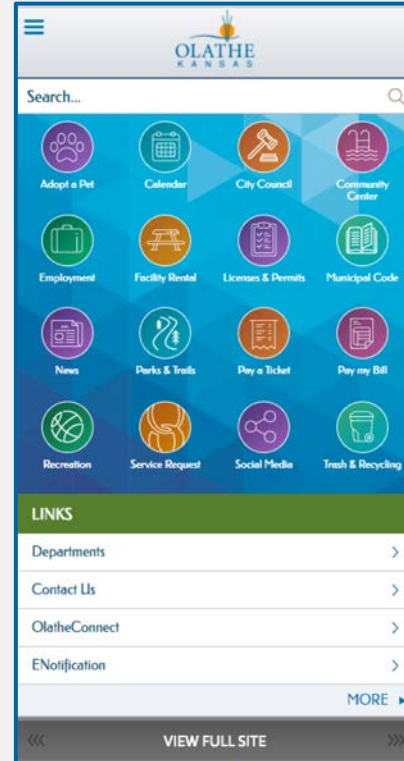 OLATHE
KANSAS
Search...
Adopt a Pet
Calendar
City Council
Community
Center
Employment
Facility Rental
Licenses & Permits
Municipal Code
News
Parks & Trails
Pay a Ticket
Pay my Bill
Recreation
Service Request
Social Media
Trash & Recycling
LINKS
Departments
Contact Us
OlatheConnect
ENotification
MORE
VIEW FULL SITE